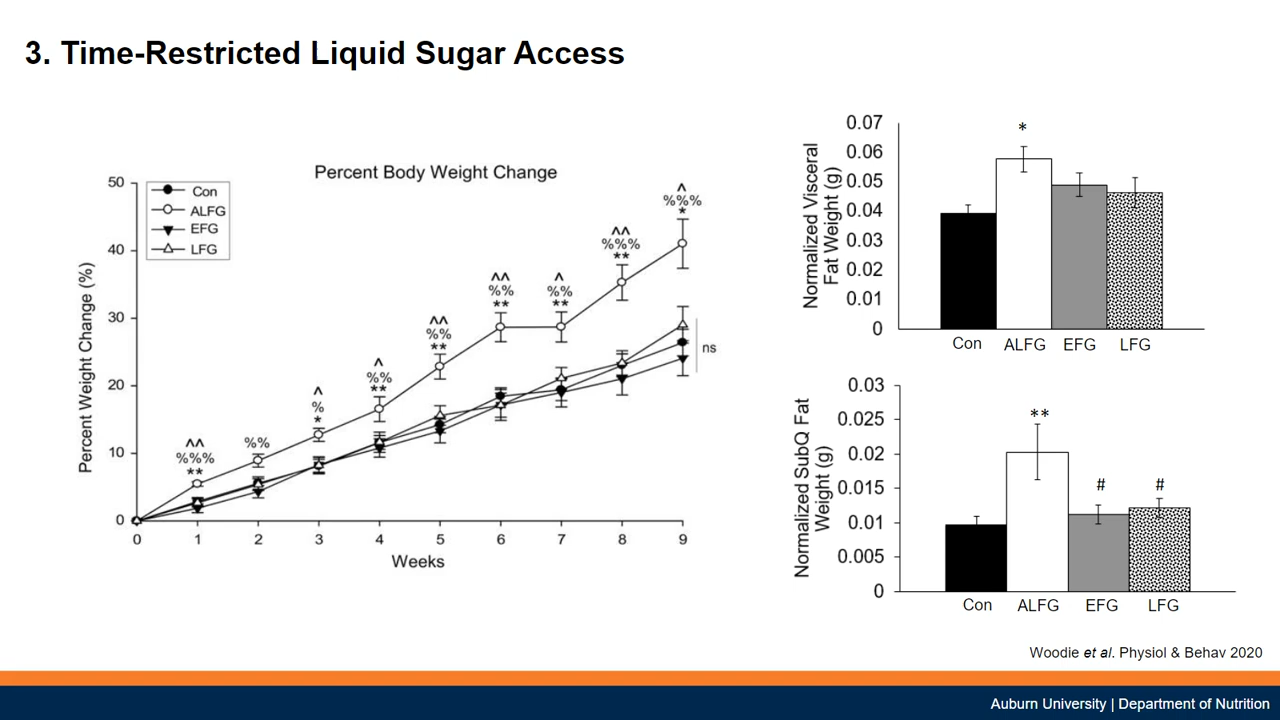 3. Time-Restricted Liquid Sugar Access
Percent Body Weight Change
Percent Weight Change (%)
50
40
30
20
10
0
Con
ALFG
EFG
LFG
^^
%%%
**
%%
^
%
*
^
%%
**
^^
%%
**
^^
%%
**
^
%%
**
^^
%%%
**
^
%%%
*
ns
0 1 2 3 4 5 6 7 8 9
Weeks
Normalized Visceral
Fat Weight (g)
0.07
0.06
0.05
0.04
0.03
0.02
0.01
0
*
Con ALFG EFG LFG
Normalized SubQ Fat
Weight (g)
0.03
0.025
0.02
0.015
0.01
0.005
0
**
# #
Con ALFG EFG LFG
Woodie et al. Physiol & Behav 2020
Auburn University | Department of Nutrition